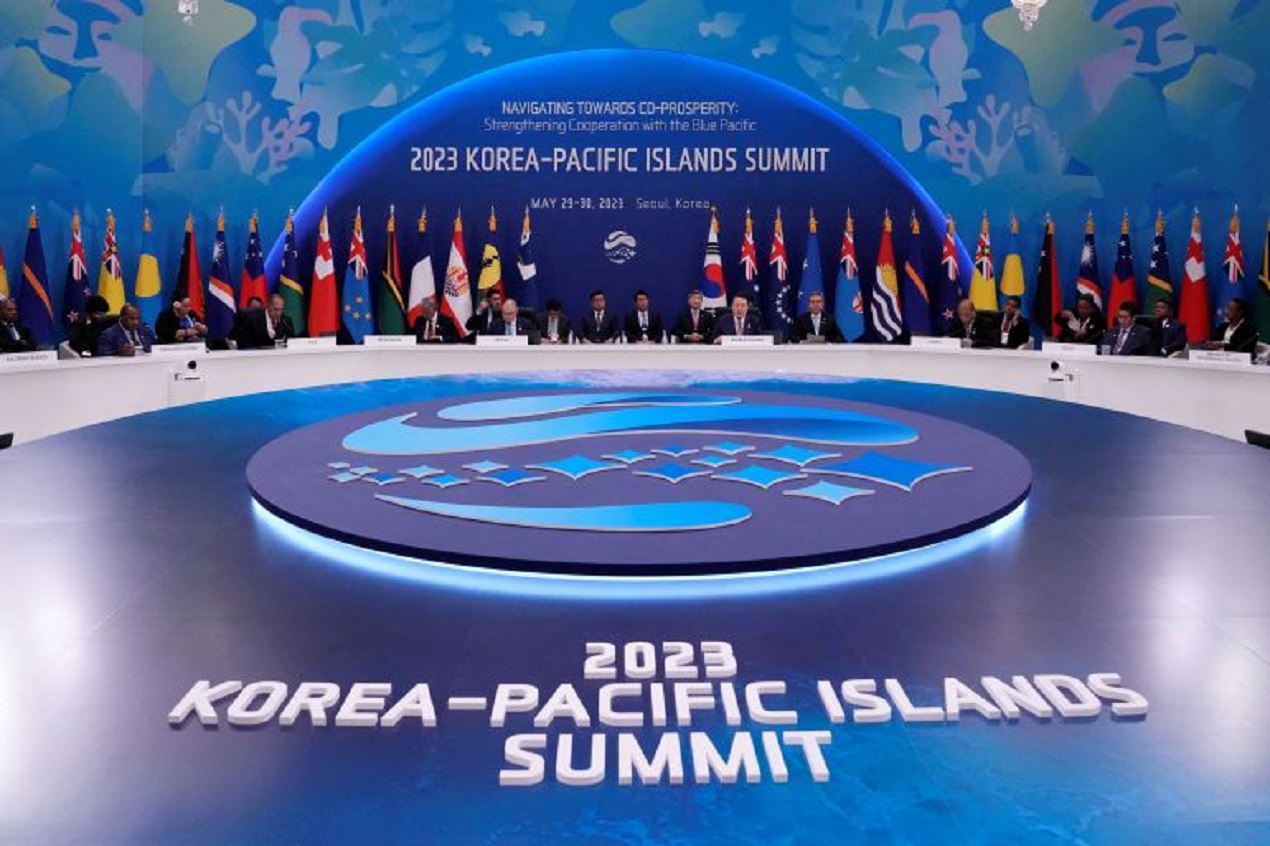 NAVIGATING TOWARDS CO-PROSPERITY:
Strengthening Cooperation with the Blue Pacific
2023 KOREA-PACIFIC ISLANDS SUMMIT
MAY 29-30, 2023 Seoul, Korea
2023
KOREA-PACIFIC ISLANDS
SUMMIT